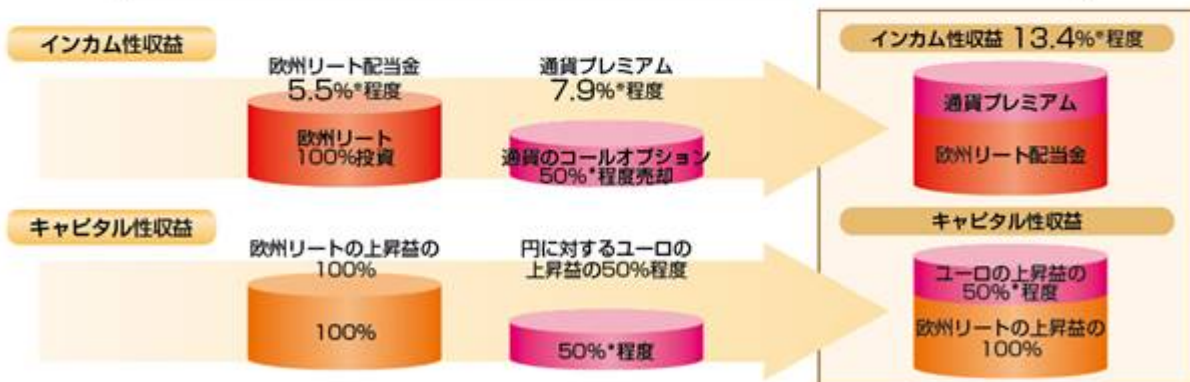 インカム性収益
欧州リート配当金
5.5%*程度
通貨プレミアム
7.9%*程度
欧州リート
100%投資
通貨のコールオプション
50%*程度売却
インカム性収益 13.4%*程度
通貨プレミアム
欧州リート配当金
キャピタル性収益
欧州リートの上昇益の
100%
円に対するユーロの
上昇益の50%程度
100%
50%*程度
キャピタル性収益
ユーロの上昇益の
50%*程度
欧州リートの上昇益の
100%